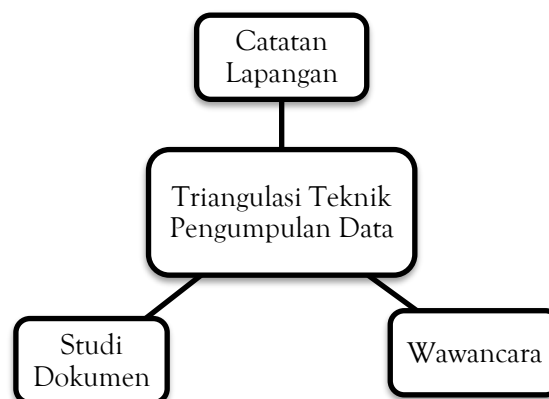 Catatan
Lapangan
Triangulasi Teknik
Pengumpulan Data
Studi
Dokumen
Wawancara